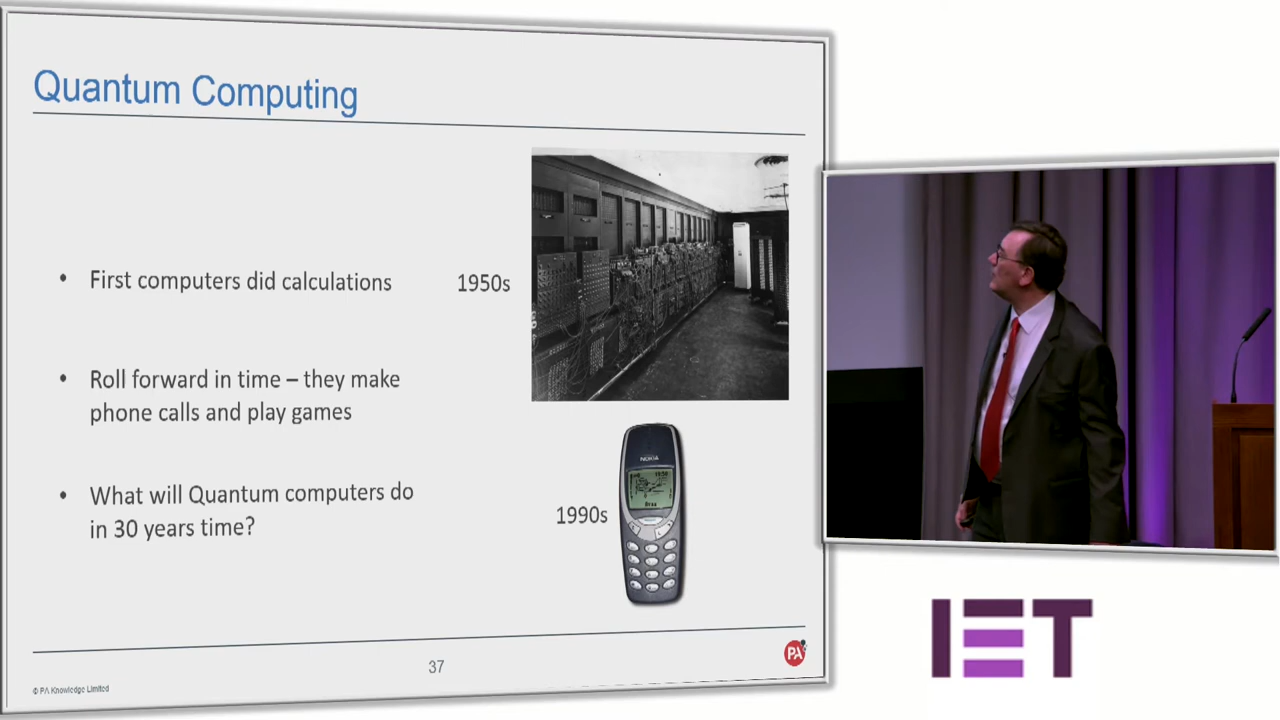 Quantum Computing
• First computers did calculations
1950s
• Roll forward in time – they make
phone calls and play games
• What will Quantum computers do
in 30 years time?
1990s
NOKIA
37
PA
© PA Knowledge Limited
IET